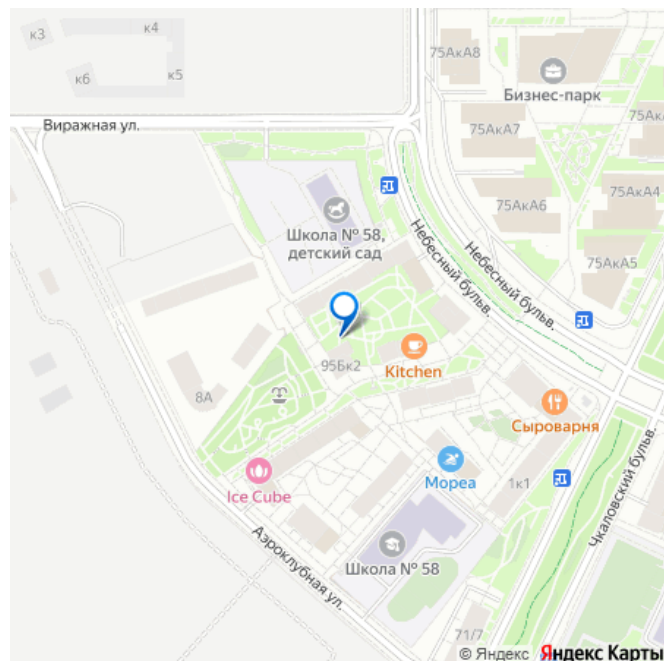 к3
к4
75АкА8
к6
к5
Бизнес-парк
Виражная ул.
75АкА7
75АкА4
75АкА6
Школа № 58,
детский сад
Небесный бульв.
Небесный бульв.
75АкА5
95Бк2
Kitchen
8А
Сыроварня
Ice Cube
Мореа
1к1
Чкаловский бульв.
Аэроклубная ул.
Школа № 58
71/7
© Яндекс Яндекс Карты